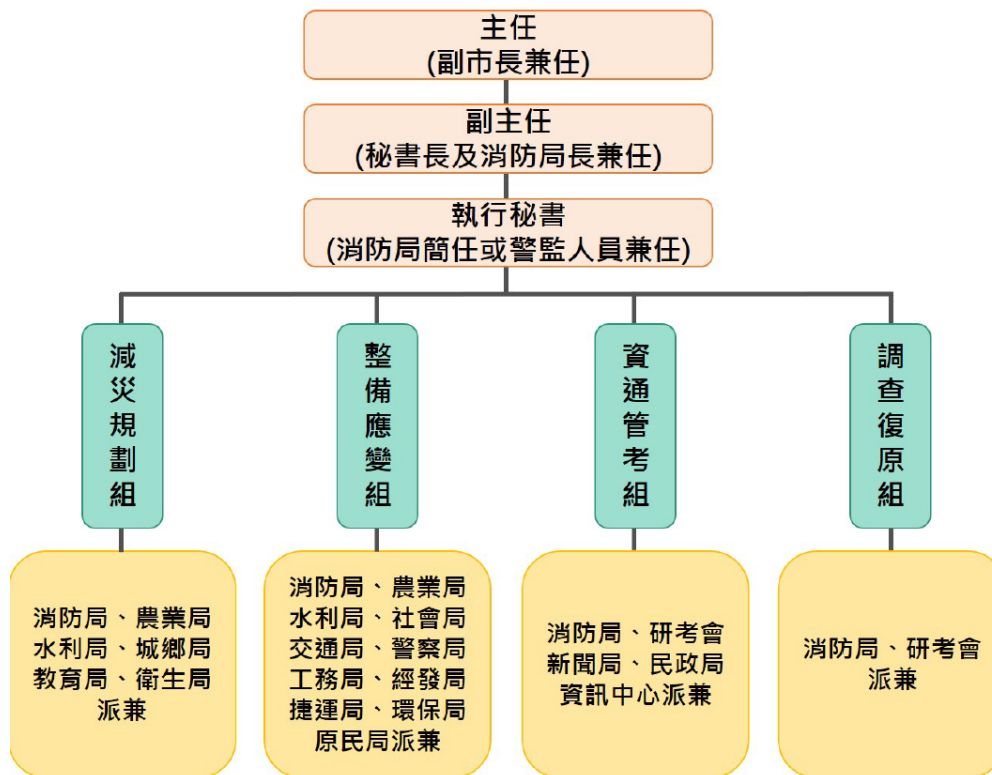 主任
(副市長兼任)
副主任
(秘書長及消防局長兼任)
執行秘書
(消防局簡任或警監人員兼任)
減災規劃組
整備應變組
資通管考組
調查復原組
消防局、農業局
水利局、城鄉局
教育局、衛生局
派兼
消防局、農業局
水利局、社會局
交通局、警察局
工務局、經發局
捷運局、環保局
原民局派兼
消防局、研考會
新聞局、民政局
資訊中心派兼
消防局、研考會
派兼